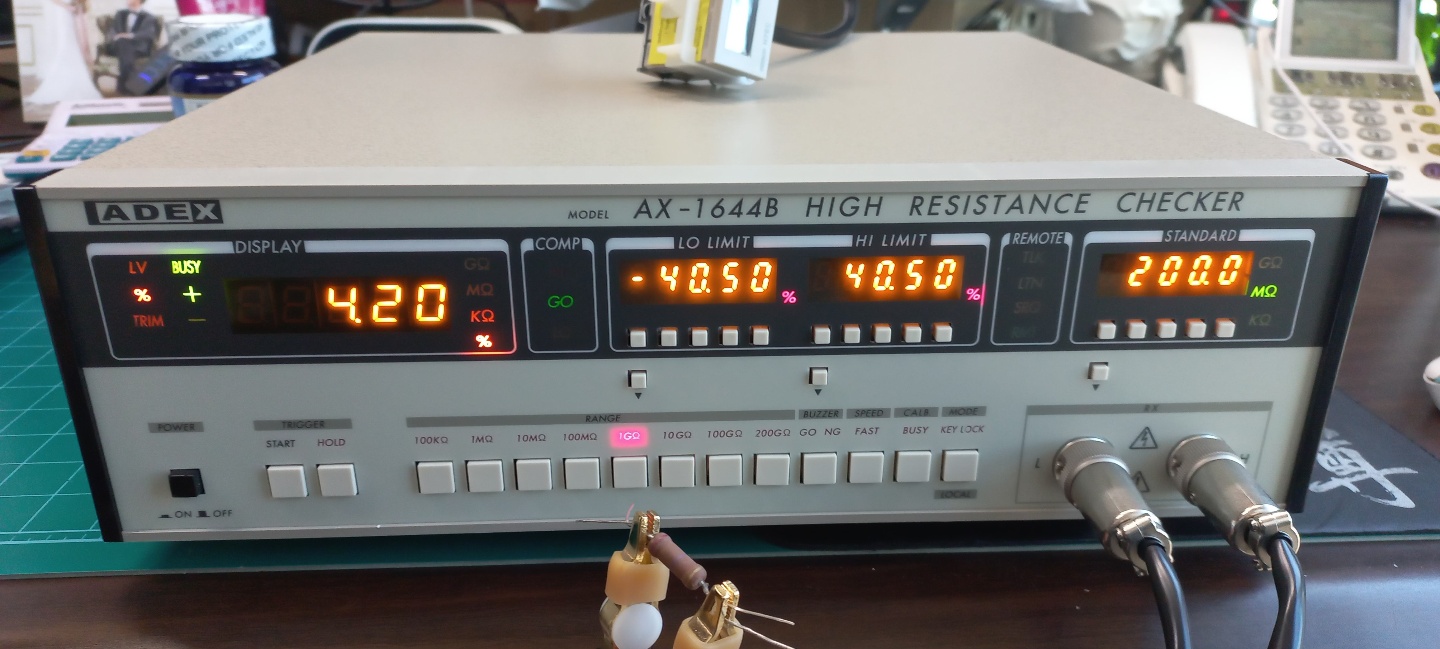 ADEX
MODEL AX-1644B HIGH RESISTANCE CHECKER
DISPLAY COMP LO LIMIT HI LIMIT REMOTE STANDARD
LV BUSY
% +
TRIM −
4.20
GΩ
MΩ
KΩ
%
GO
- 40.50 %
40.50 %
200.0
GΩ
MΩ
KΩ
POWER
ON OFF
TRIGGER
START HOLD
RANGE BUZZER SPEED CALB MODE
100KΩ 1MΩ 10MΩ 100MΩ 1GΩ 10GΩ 100GΩ 200GΩ GO NG FAST BUSY KEY LOCK
LOCAL
RX
L H